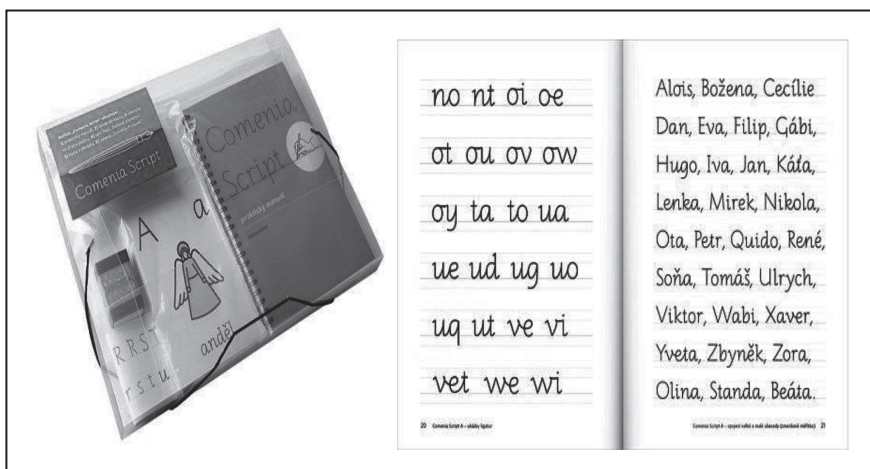 Comenia Script
Comenia
Script
praktický manuál
A a
anděl
R R S T
r s t u
no nt oi oe
ot ou ov ow
oy ta to ua
ue ud ug uo
uq ut ve vi
vet we wi
20 Comenia Script A – ukázky ligatur
Alois, Božena, Cecílie
Dan, Eva, Filip, Gábi,
Hugo, Iva, Jan, Káťa,
Lenka, Mirek, Nikola,
Ota, Petr, Quido, René,
Soňa, Tomáš, Ulrych,
Viktor, Wabi, Xaver,
Yveta, Zbyněk, Zora,
Olina, Standa, Beáta.
Comenia Script A – spojení velké a malé abecedy (zmenšené měřítko) 21